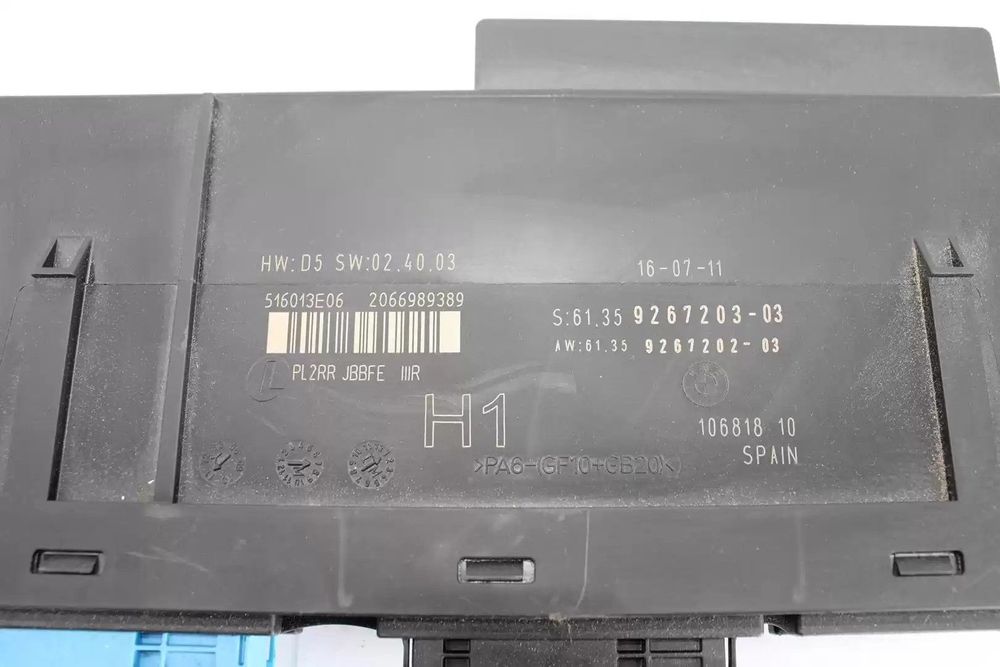 HW:D5 SW:02.40.03
16-07-11
516013E06 2066989389
S:61.35 9267203-03
AW:61.35 9267202-03
L PL2RR JBBFE IIIR
H1
106818 10
SPAIN
>PA6-(GF10+GB20)<